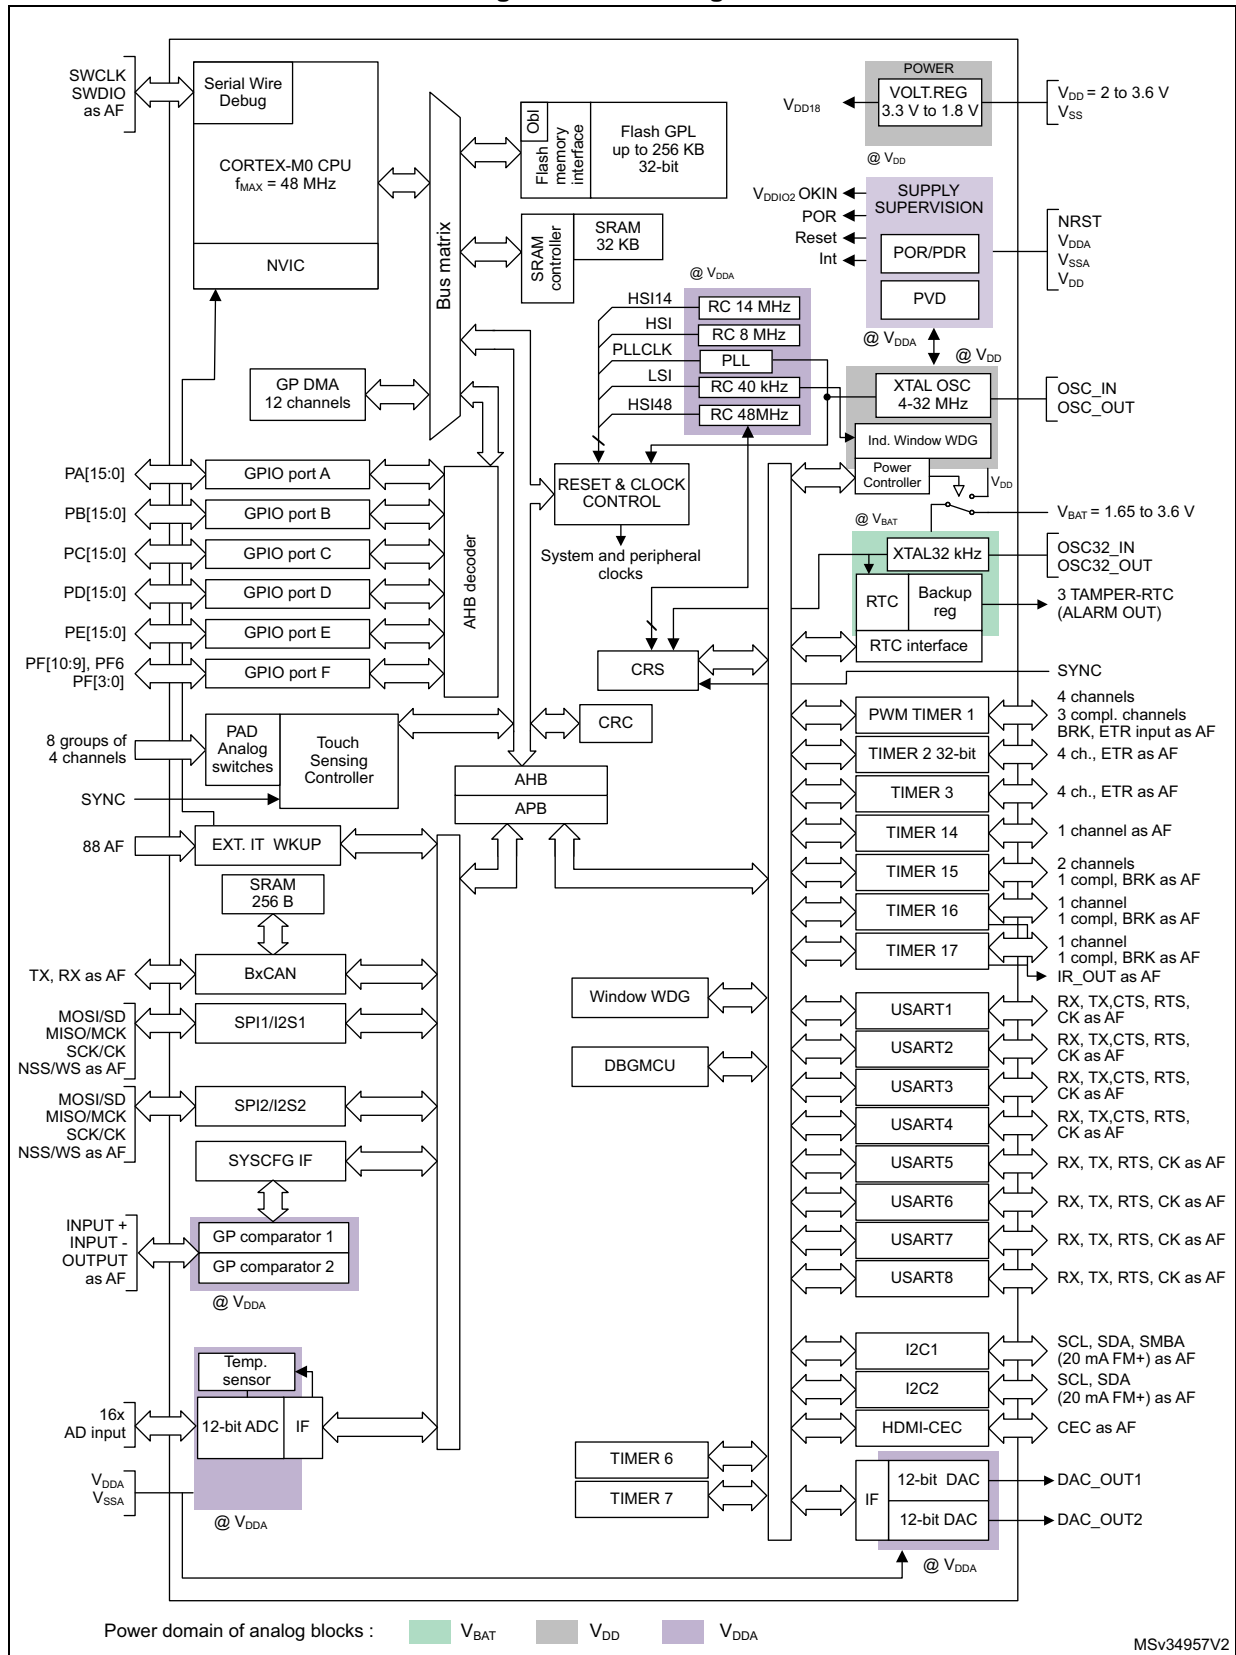 SWCLK
SWDIO
as AF
Serial Wire
Debug
CORTEX-M0 CPU
fMAX = 48 MHz
NVIC
Bus matrix
Obl
Flash
memory
interface
Flash GPL
up to 256 KB
32-bit
SRAM
controller
SRAM
32 KB
POWER
VOLT.REG
3.3 V to 1.8 V
VDD18
VDD = 2 to 3.6 V
VSS
@ VDD
VDDIO2 OKIN
POR
Reset
Int
SUPPLY
SUPERVISION
POR/PDR
PVD
NRST
VDDA
VSSA
VDD
@ VDDA
@ VDDA
@ VDD
HSI14
HSI
PLLCLK
LSI
HSI48
RC 14 MHz
RC 8 MHz
PLL
RC 40 kHz
RC 48MHz
XTAL OSC
4-32 MHz
OSC_IN
OSC_OUT
Ind. Window WDG
Power
Controller
VDD
VBAT = 1.65 to 3.6 V
@ VBAT
GP DMA
12 channels
PA[15:0]
GPIO port A
PB[15:0]
GPIO port B
PC[15:0]
GPIO port C
PD[15:0]
GPIO port D
PE[15:0]
GPIO port E
PF[10:9], PF6
PF[3:0]
GPIO port F
AHB decoder
RESET & CLOCK
CONTROL
System and peripheral
clocks
XTAL32 kHz
OSC32_IN
OSC32_OUT
RTC
Backup
reg
3 TAMPER-RTC
(ALARM OUT)
RTC interface
CRS
SYNC
8 groups of
4 channels
PAD
Analog
switches
Touch
Sensing
Controller
SYNC
CRC
AHB
APB
88 AF
EXT. IT WKUP
SRAM
256 B
TX, RX as AF
BxCAN
MOSI/SD
MISO/MCK
SCK/CK
NSS/WS as AF
SPI1/I2S1
MOSI/SD
MISO/MCK
SCK/CK
NSS/WS as AF
SPI2/I2S2
SYSCFG IF
INPUT +
INPUT -
OUTPUT
as AF
GP comparator 1
GP comparator 2
@ VDDA
Temp.
sensor
16x
AD input
12-bit ADC
IF
VDDA
VSSA
@ VDDA
Window WDG
DBGMCU
TIMER 6
TIMER 7
PWM TIMER 1
4 channels
3 compl. channels
BRK, ETR input as AF
TIMER 2 32-bit
4 ch., ETR as AF
TIMER 3
4 ch., ETR as AF
TIMER 14
1 channel as AF
TIMER 15
2 channels
1 compl, BRK as AF
TIMER 16
1 channel
1 compl, BRK as AF
TIMER 17
1 channel
1 compl, BRK as AF
IR_OUT as AF
USART1
RX, TX,CTS, RTS,
CK as AF
USART2
RX, TX,CTS, RTS,
CK as AF
USART3
RX, TX,CTS, RTS,
CK as AF
USART4
RX, TX,CTS, RTS,
CK as AF
USART5
RX, TX, RTS, CK as AF
USART6
RX, TX, RTS, CK as AF
USART7
RX, TX, RTS, CK as AF
USART8
RX, TX, RTS, CK as AF
I2C1
SCL, SDA, SMBA
(20 mA FM+) as AF
I2C2
SCL, SDA
(20 mA FM+) as AF
HDMI-CEC
CEC as AF
IF
12-bit DAC
DAC_OUT1
12-bit DAC
DAC_OUT2
@ VDDA
Power domain of analog blocks :
VBAT
VDD
VDDA
MSv34957V2